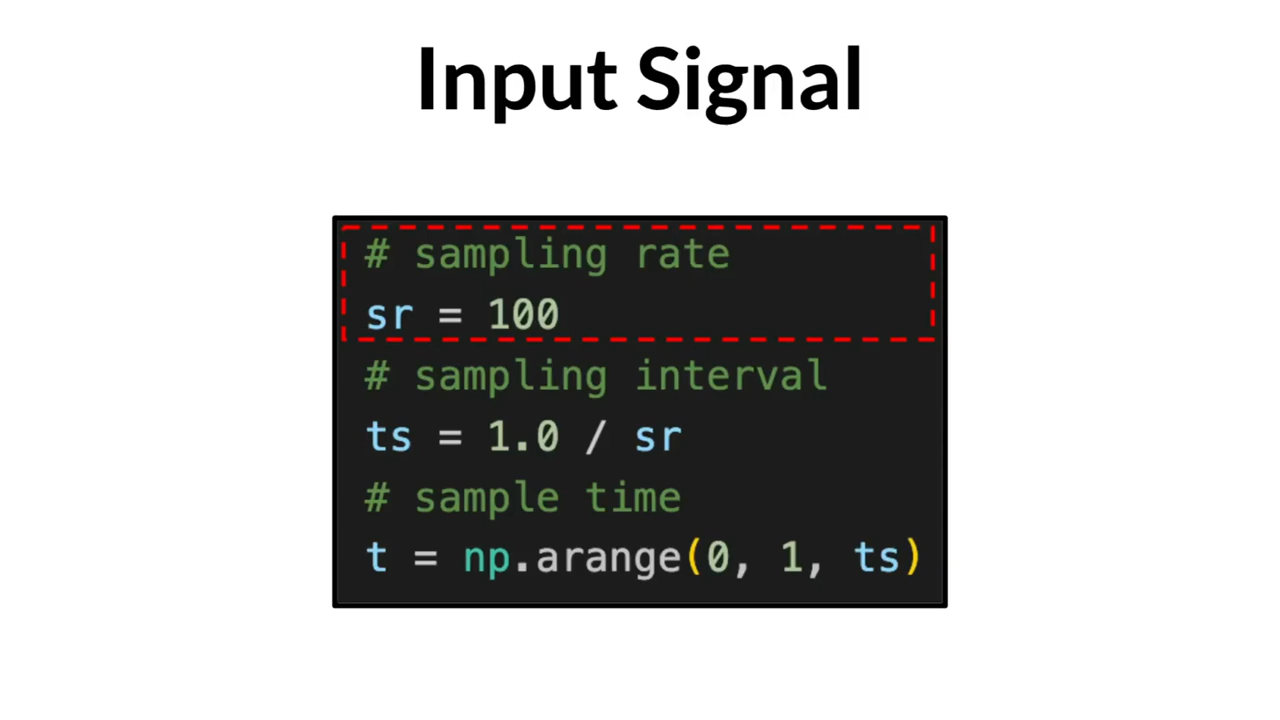 Input Signal
# sampling rate
sr = 100
# sampling interval
ts = 1.0 / sr
# sample time
t = np.arange(0, 1, ts)